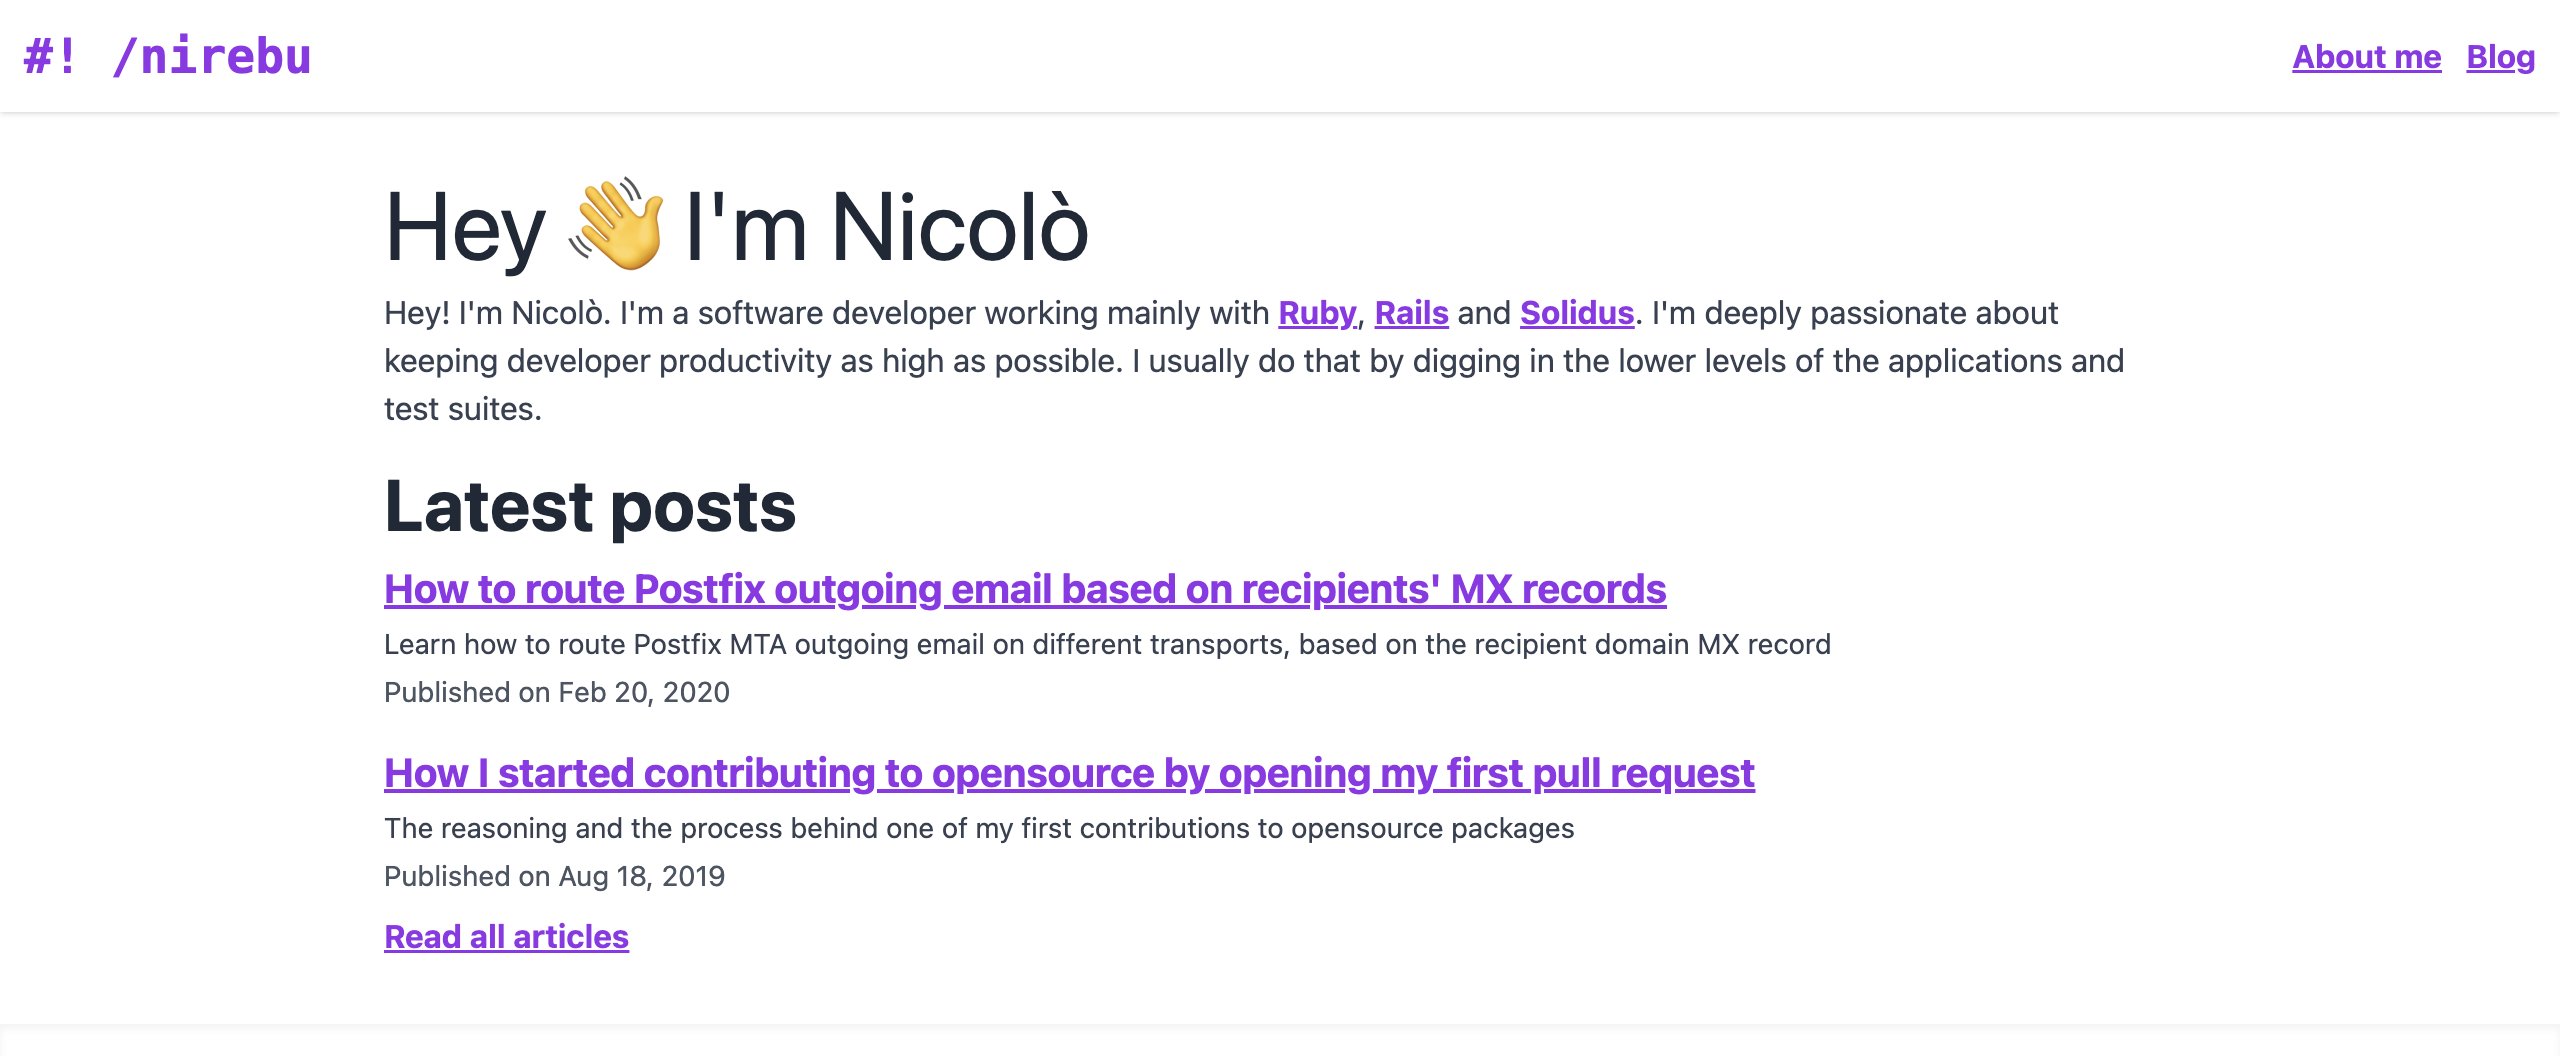 #! /nirebu
About me Blog
Hey 👋 I'm Nicolò
Hey! I'm Nicolò. I'm a software developer working mainly with Ruby, Rails and Solidus. I'm deeply passionate about
keeping developer productivity as high as possible. I usually do that by digging in the lower levels of the applications and
test suites.
Latest posts
How to route Postfix outgoing email based on recipients' MX records
Learn how to route Postfix MTA outgoing email on different transports, based on the recipient domain MX record
Published on Feb 20, 2020
How I started contributing to opensource by opening my first pull request
The reasoning and the process behind one of my first contributions to opensource packages
Published on Aug 18, 2019
Read all articles